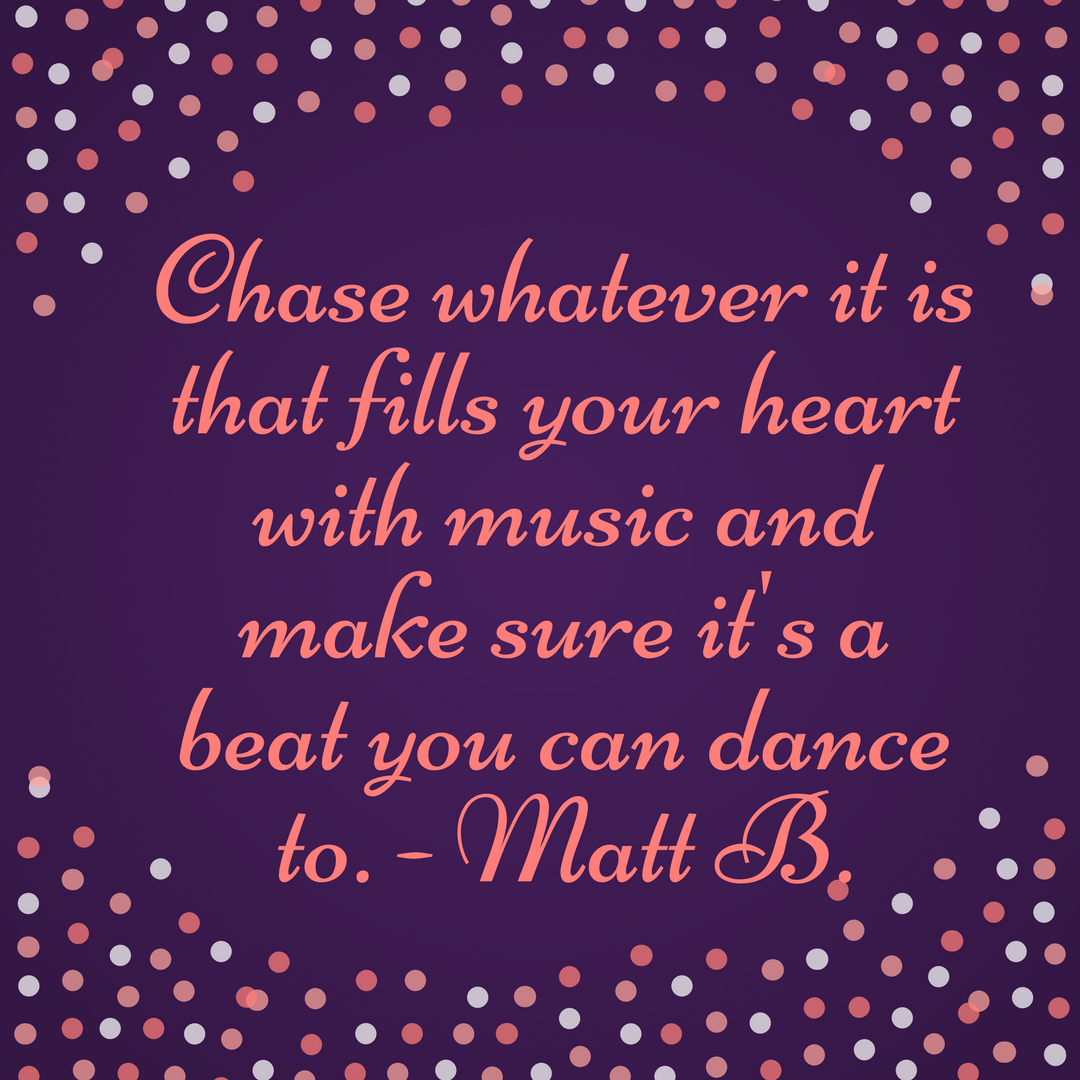 Chase whatever it is
that fills your heart
with music and
make sure it's a
beat you can dance
to. - Matt B.